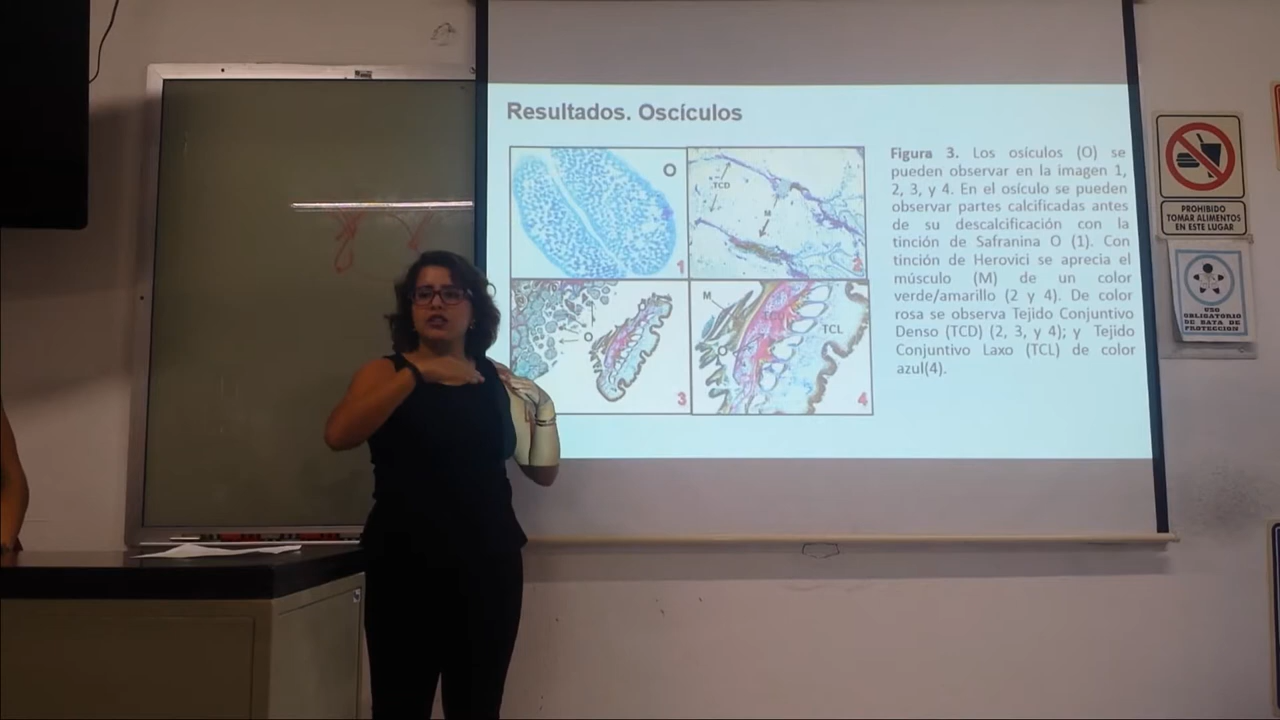 Resultados. Oscículos
O
1
TCD
M
2
O
3
M
TCD
TCL
O
4
Figura 3. Los osículos (O) se
pueden observar en la imagen 1,
2, 3, y 4. En el osículo se pueden
observar partes calcificadas antes
de su descalcificación con la
tinción de Safranina O (1). Con
tinción de Herovici se aprecia el
músculo (M) de un color
verde/amarillo (2 y 4). De color
rosa se observa Tejido Conjuntivo
Denso (TCD) (2, 3, y 4); y Tejido
Conjuntivo Laxo (TCL) de color
azul(4).
PROHIBIDO
TOMAR ALIMENTOS
EN ESTE LUGAR
USO
OBLIGATORIO
DE BATA DE
PROTECCION